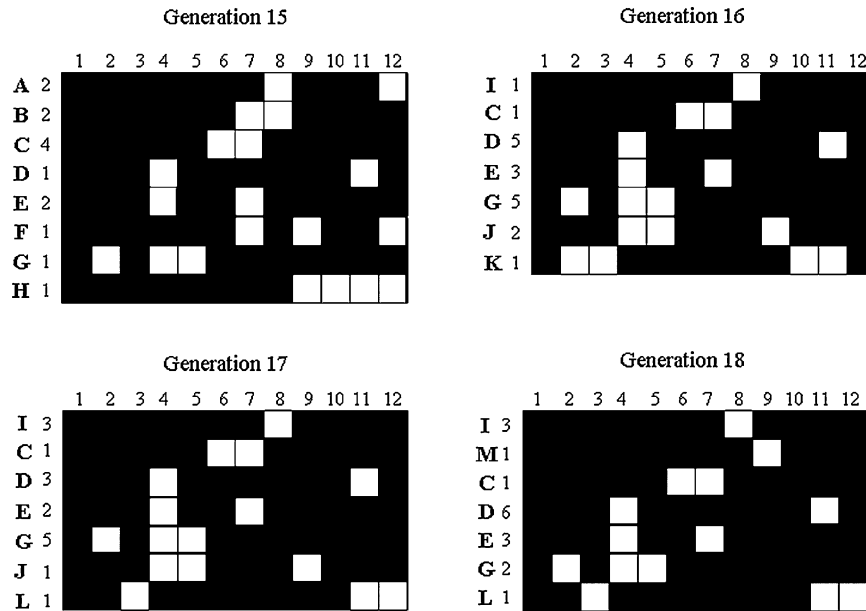 Generation 15
1 2 3 4 5 6 7 8 9 10 11 12
A 2
B 2
C 4
D 1
E 2
F 1
G 1
H 1
Generation 16
1 2 3 4 5 6 7 8 9 10 11 12
I 1
C 1
D 5
E 3
G 5
J 2
K 1
Generation 17
1 2 3 4 5 6 7 8 9 10 11 12
I 3
C 1
D 3
E 2
G 5
J 1
L 1
Generation 18
1 2 3 4 5 6 7 8 9 10 11 12
I 3
M 1
C 1
D 6
E 3
G 2
L 1